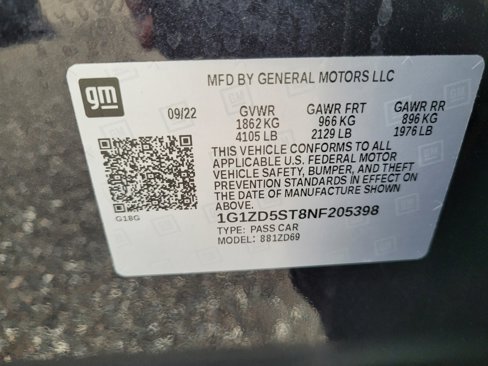 MFD BY GENERAL MOTORS LLC
gm
09/22 GVWR GAWR FRT GAWR RR
1862 KG 966 KG 896 KG
4105 LB 2129 LB 1976 LB
THIS VEHICLE CONFORMS TO ALL
APPLICABLE U.S. FEDERAL MOTOR
VEHICLE SAFETY, BUMPER, AND THEFT
PREVENTION STANDARDS IN EFFECT ON
THE DATE OF MANUFACTURE SHOWN
ABOVE.
G18G
1G1ZD5ST8NF205398
TYPE: PASS CAR
MODEL: 881ZD69